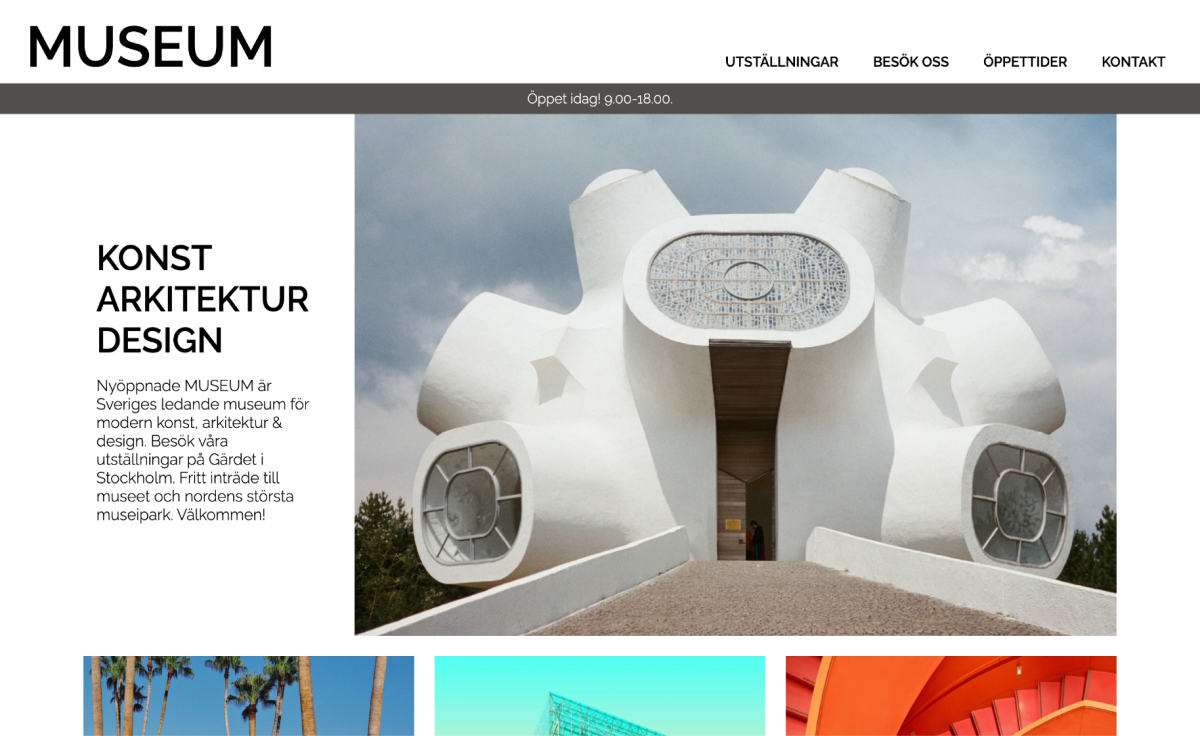 MUSEUM
UTSTÄLLNINGAR BESÖK OSS ÖPPETTIDER KONTAKT
Öppet idag! 9.00-18.00.
KONST
ARKITEKTUR
DESIGN
Nyöppnade MUSEUM är
Sveriges ledande museum för
modern konst, arkitektur &
design. Besök våra
utställningar på Gärdet i
Stockholm. Fritt inträde till
museet och nordens största
museipark. Välkommen!